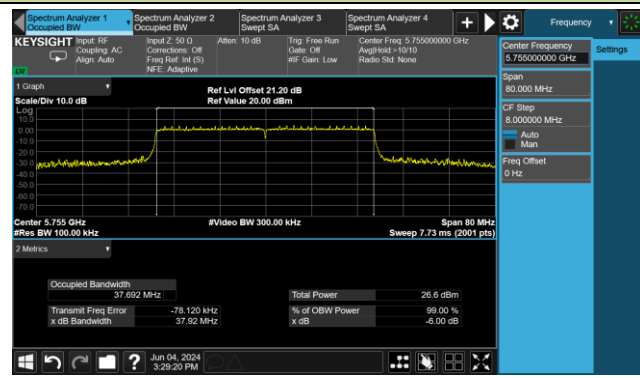 Spectrum Analyzer 1
Occupied BW
Spectrum Analyzer 2
Occupied BW
Spectrum Analyzer 3
Swept SA
Spectrum Analyzer 4
Swept SA
+
Frequency
KEYSIGHT
Input: RF
Coupling: AC
Align: Auto
Input Z: 50 Ω
Corrections: Off
Freq Ref: Int (S)
NFE: Adaptive
Atten: 10 dB
Trig: Free Run
Gate: Off
#IF Gain: Low
Center Freq: 5.755000000 GHz
Avg|Hold:>10/10
Radio Std: None
LXI
Center Frequency
5.755000000 GHz
Settings
Span
80.000 MHz
CF Step
8.000000 MHz
Auto
Man
Freq Offset
0 Hz
1 Graph
Scale/Div 10.0 dB
Ref Lvl Offset 21.20 dB
Ref Value 20.00 dBm
Log
10.0
0.00
-10.0
-20.0
-30.0
-40.0
-50.0
-60.0
-70.0
Center 5.755 GHz
#Res BW 100.00 kHz
#Video BW 300.00 kHz
Span 80 MHz
Sweep 7.73 ms (2001 pts)
2 Metrics
Occupied Bandwidth
37.692 MHz
Total Power 26.6 dBm
Transmit Freq Error -78.120 kHz
% of OBW Power 99.00 %
x dB Bandwidth 37.92 MHz
x dB -6.00 dB
?
Jun 04, 2024
3:29:20 PM